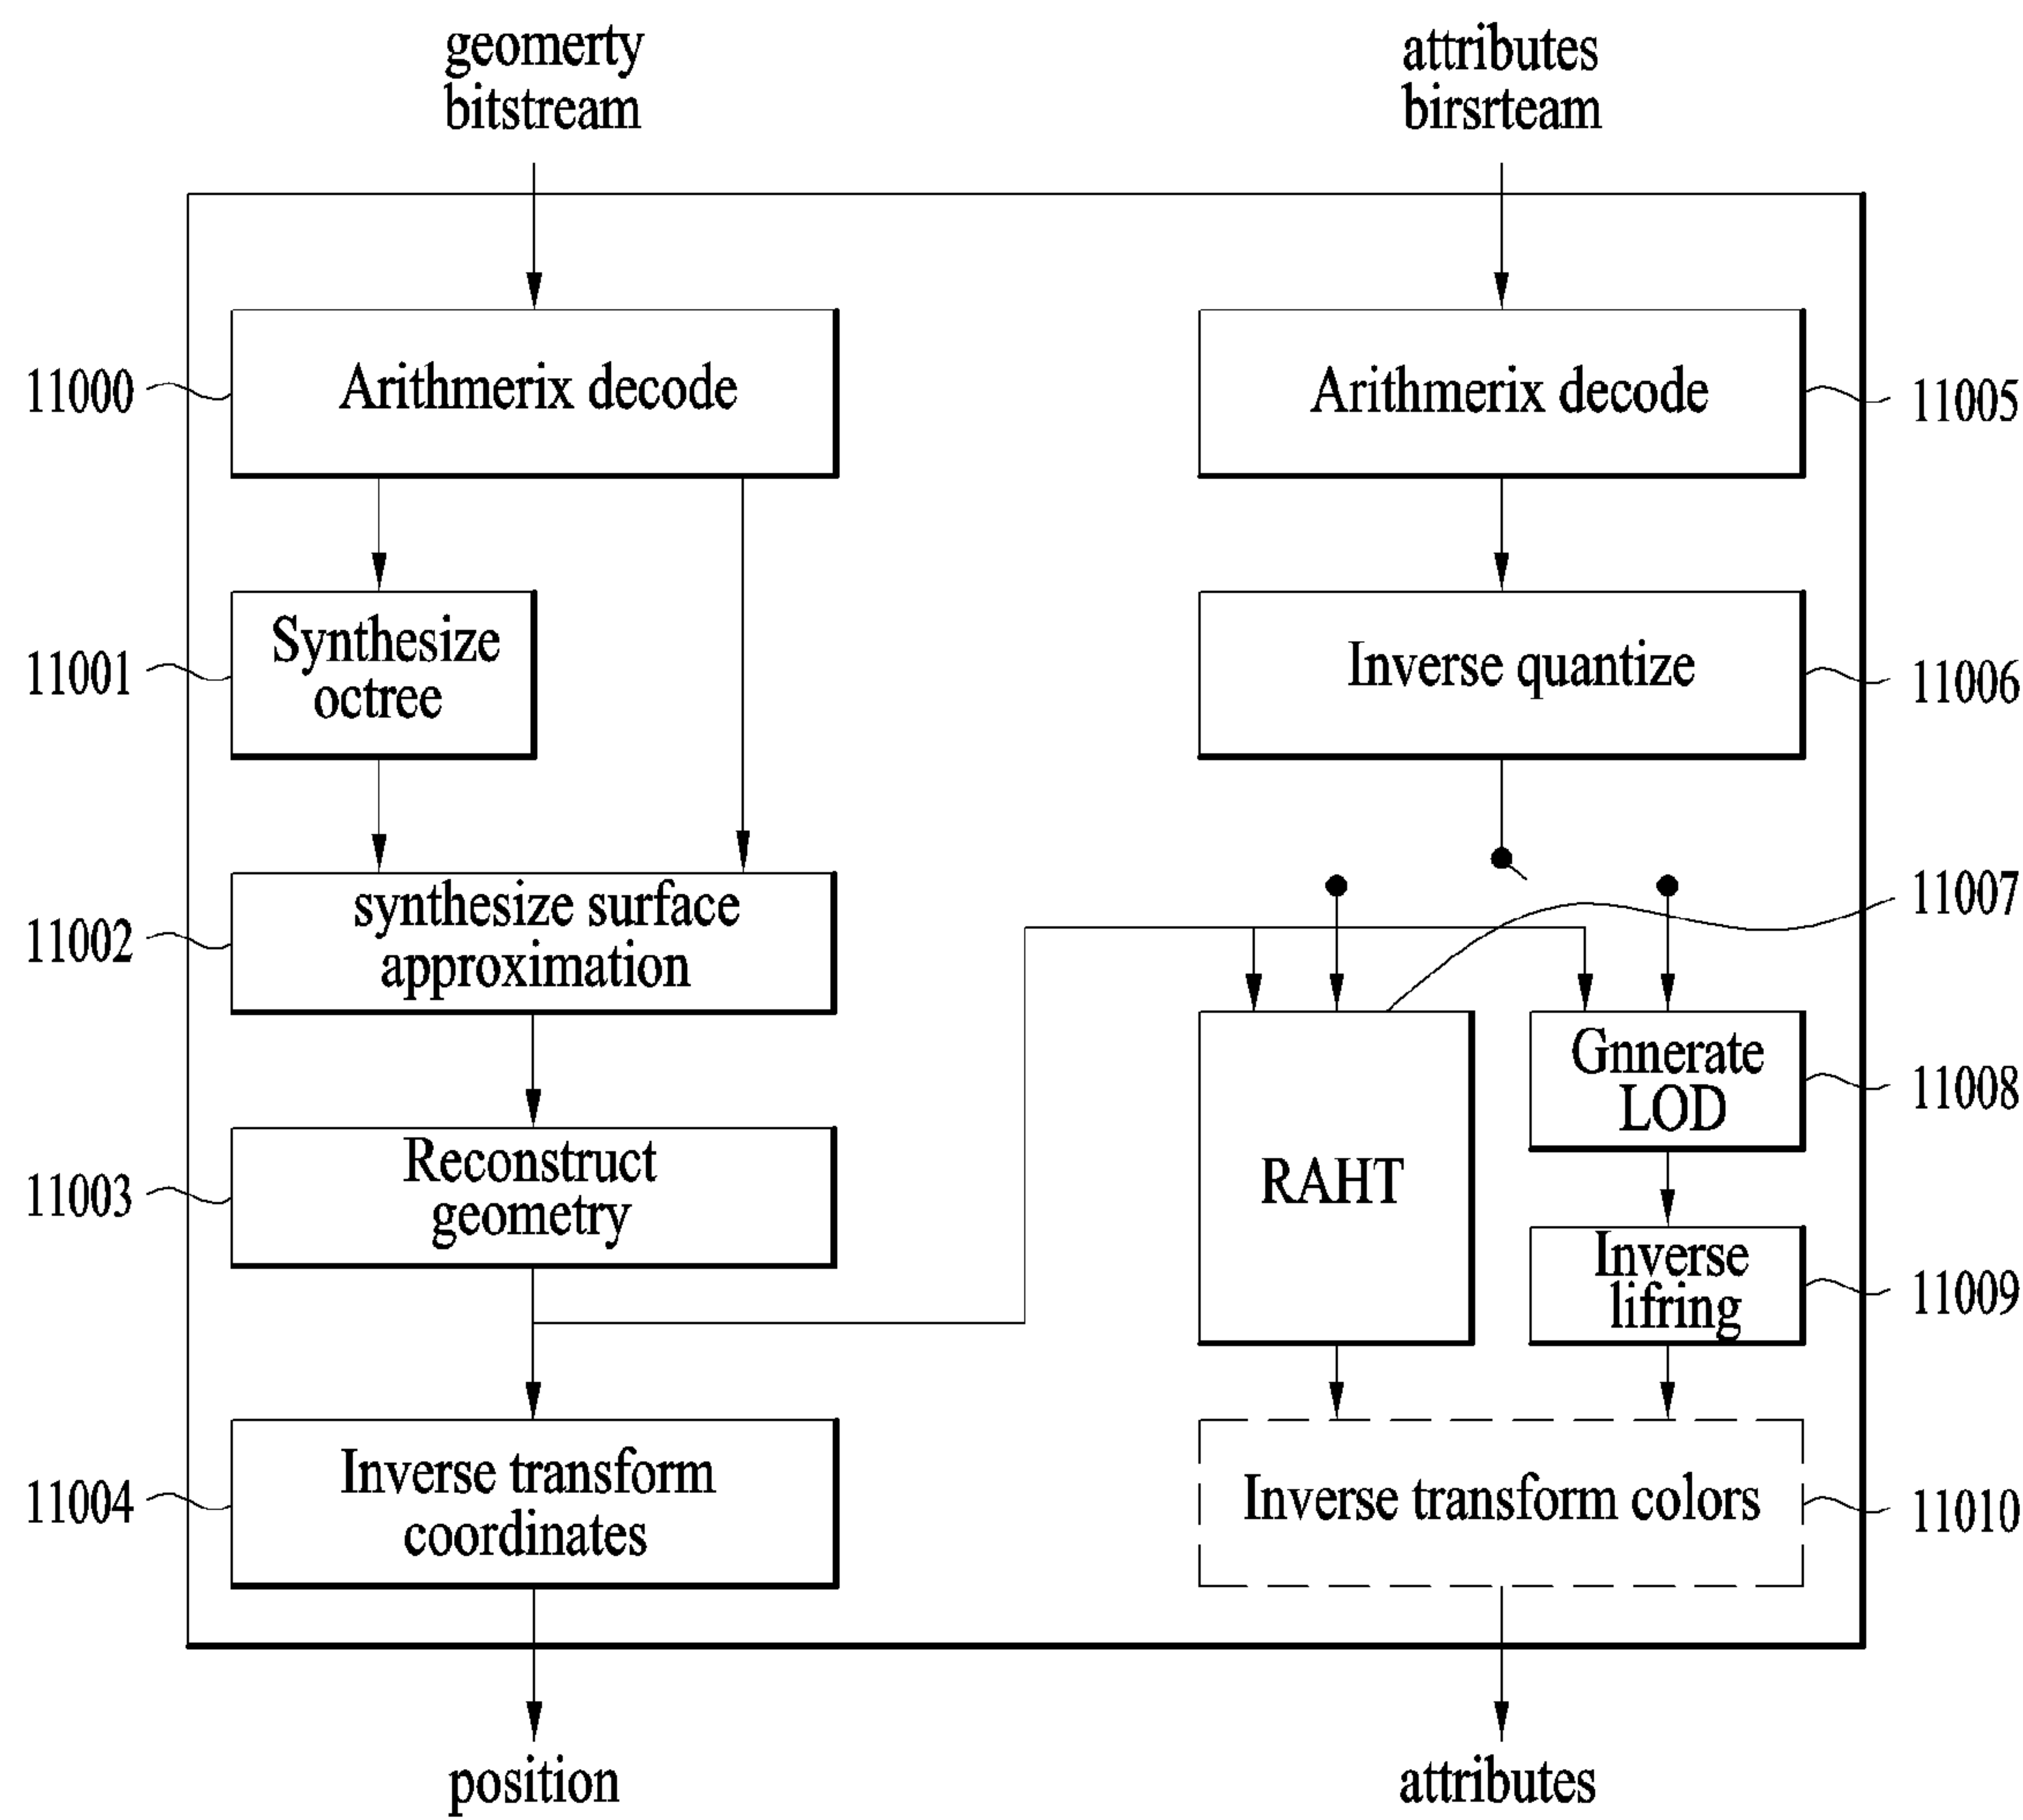 geomerty
bitstream
attributes
birsrteam
11000
Arithmerix decode
Arithmerix decode
11005
11001
Synthesize
octree
Inverse quantize
11006
11002
synthesize surface
approximation
11007
11003
Reconstruct
geometry
RAHT
Gnnerate
LOD
11008
Inverse
lifring
11009
11004
Inverse transform
coordinates
Inverse transform colors
11010
position
attributes